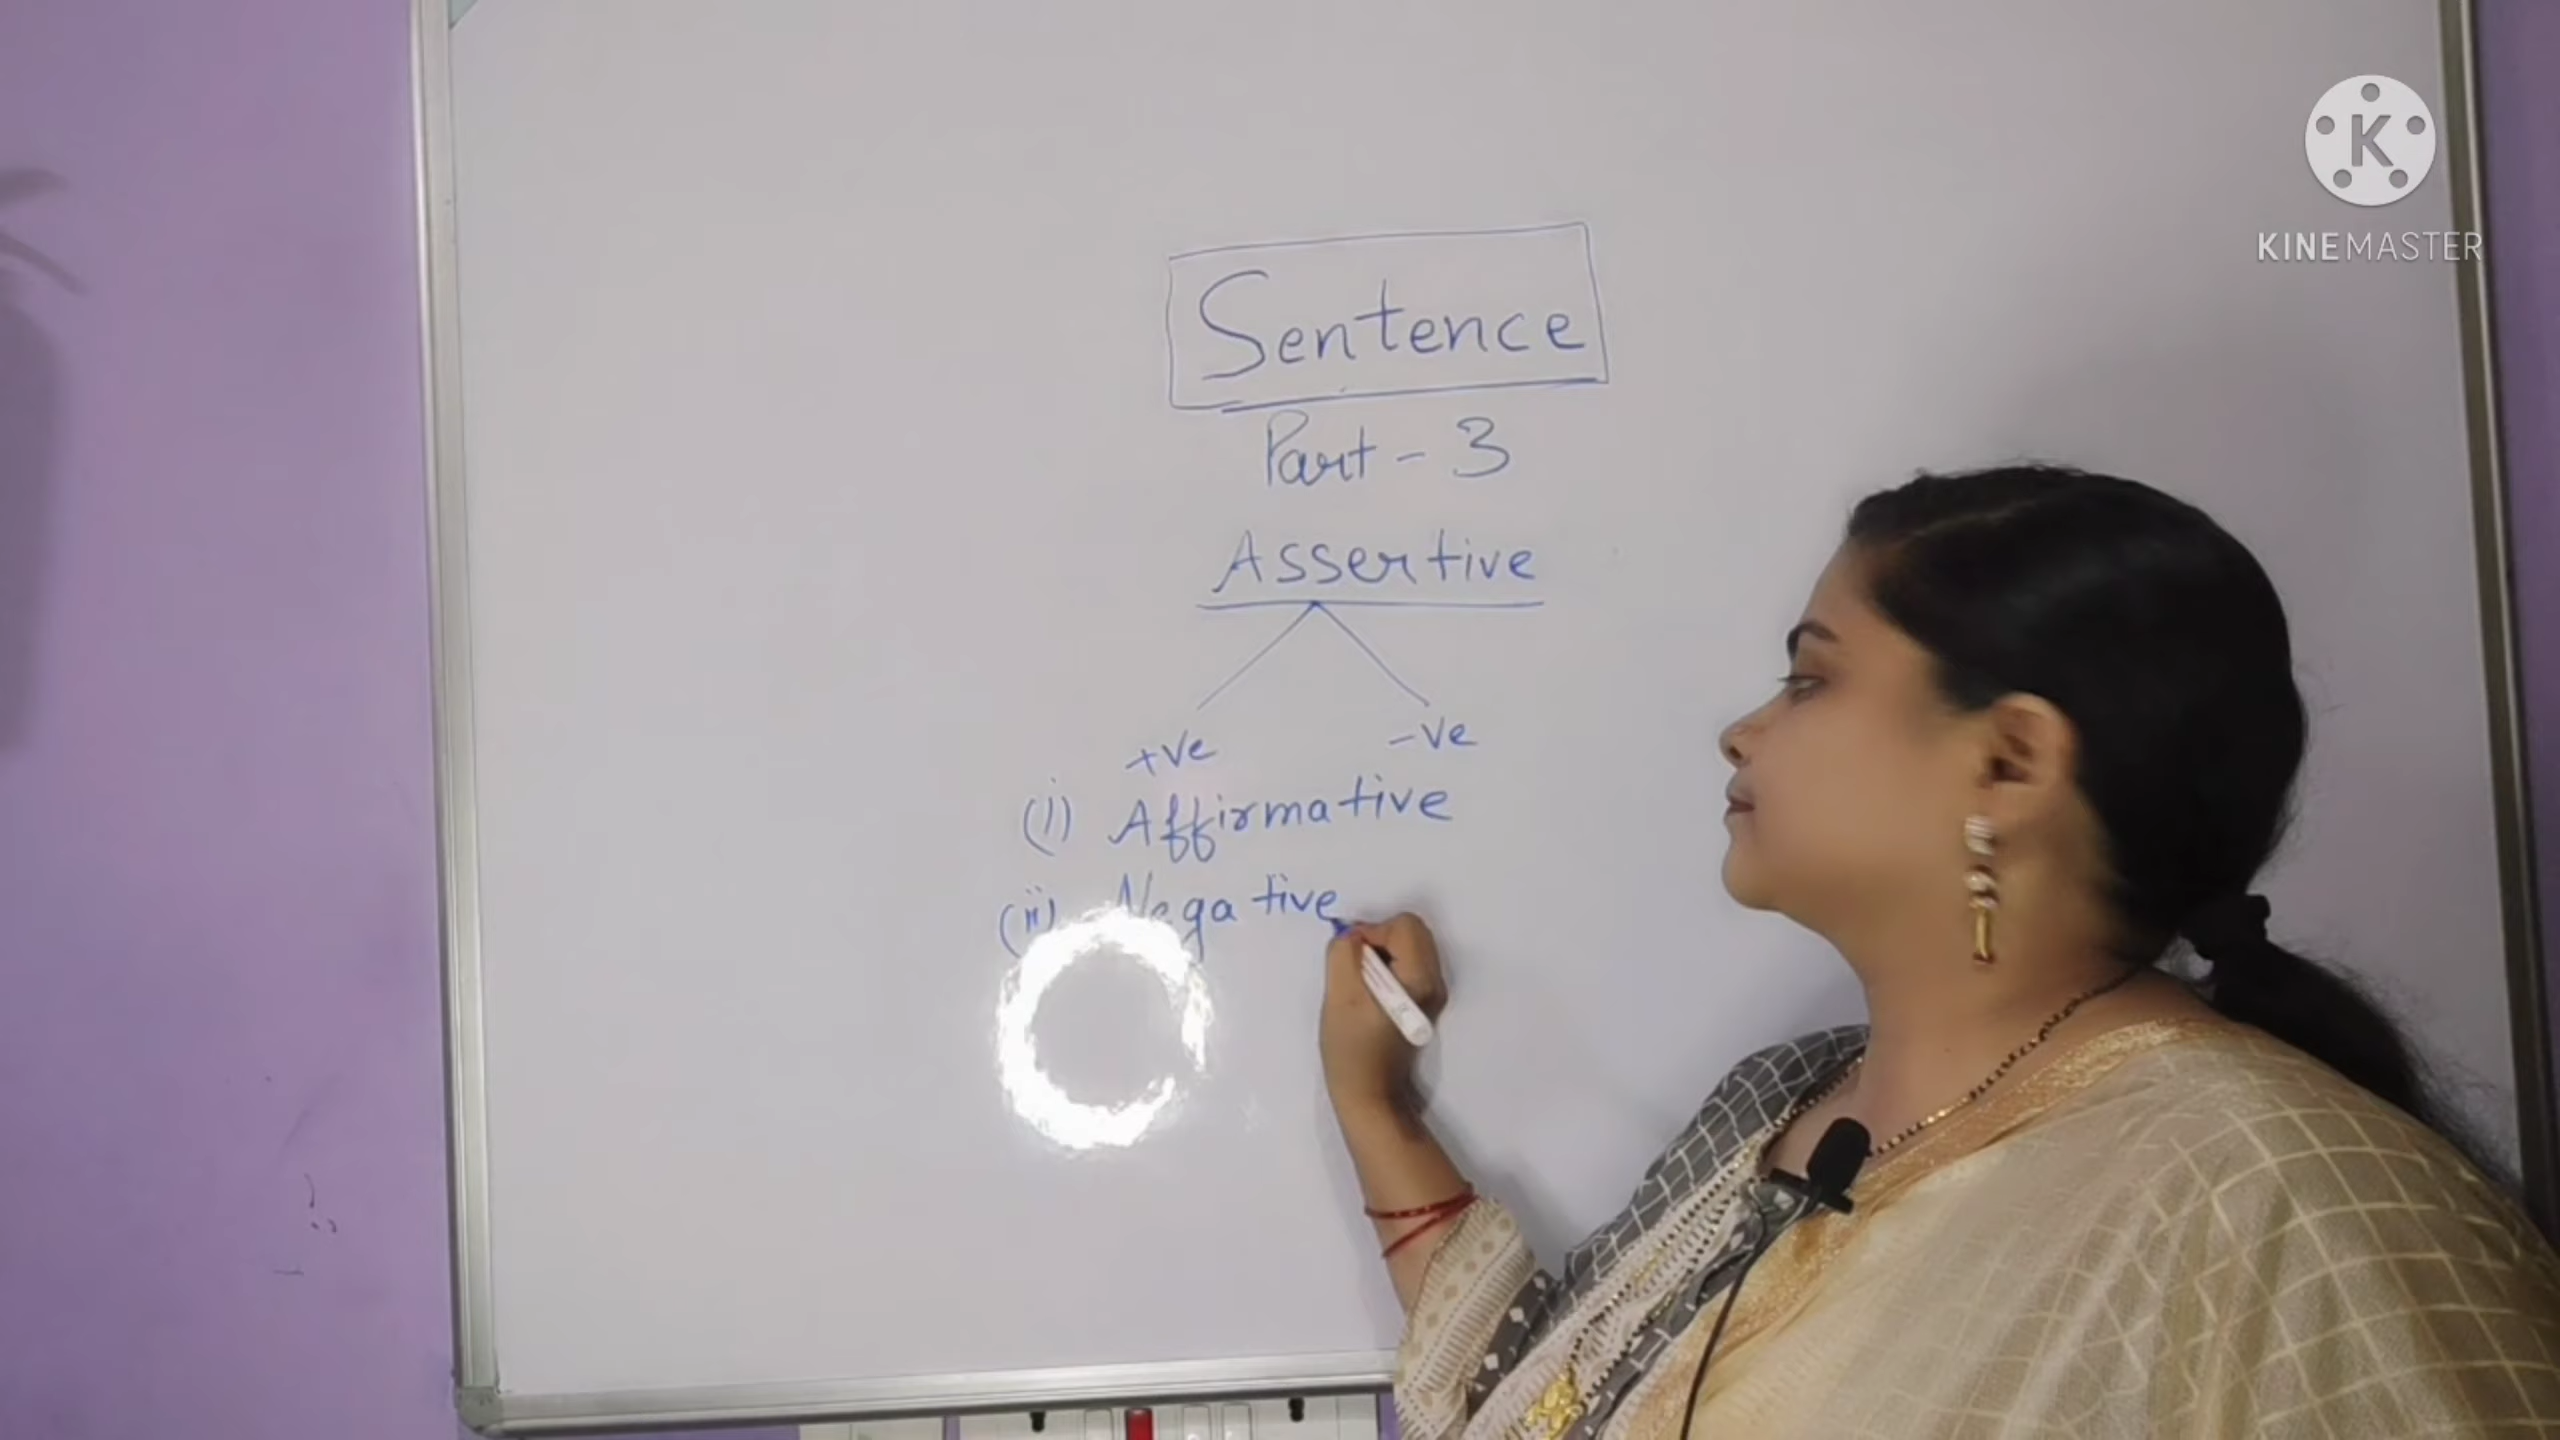 K
KINEMASTER
Sentence
Part - 3
Assertive
+ve -ve
(i) Affirmative
(ii) Negative